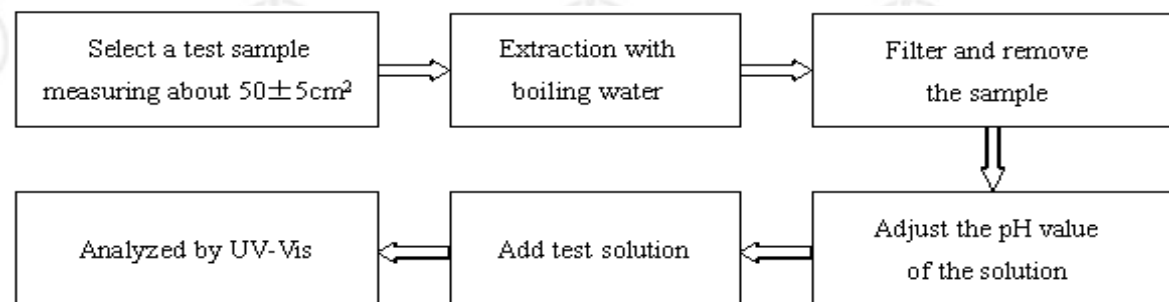 Select a test sample
measuring about 50±5cm²
Extraction with
boiling water
Filter and remove
the sample
Adjust the pH value
of the solution
Add test solution
Analyzed by UV-Vis